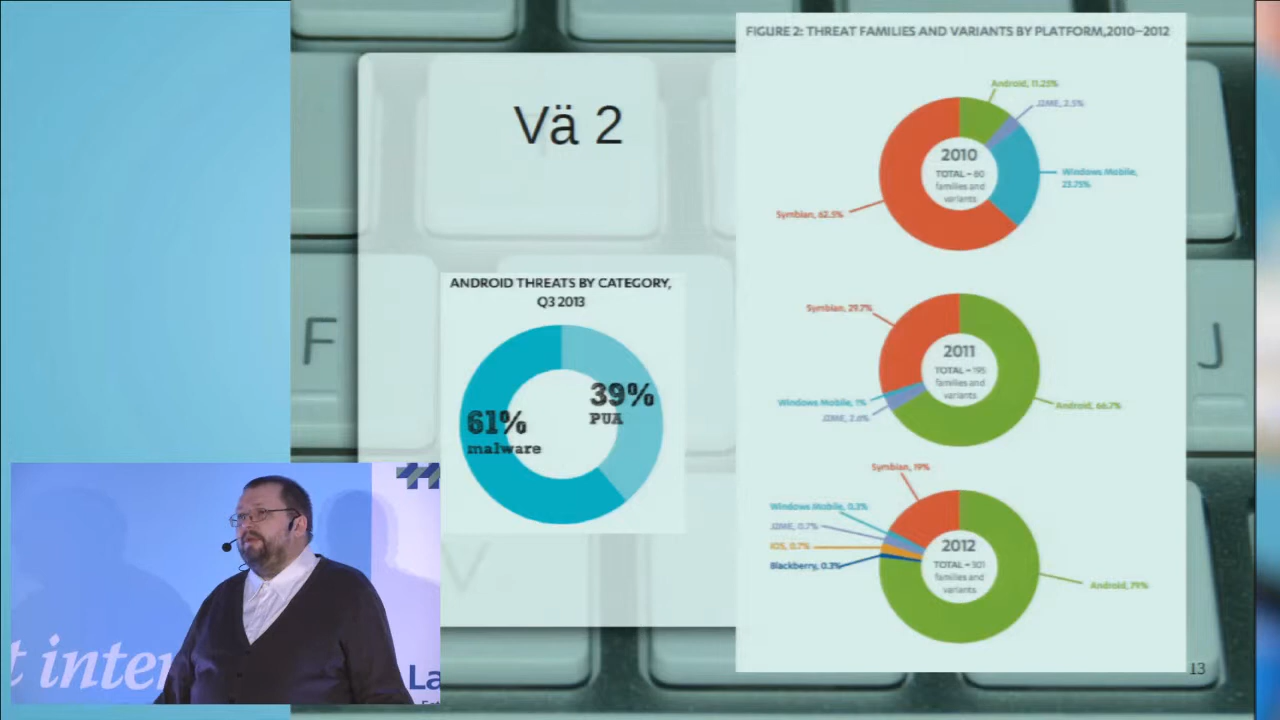 FIGURE 2: THREAT FAMILIES AND VARIANTS BY PLATFORM,2010–2012
Vä 2
Android, 11.25%
J2ME, 2.5%
2010
TOTAL = 80
families and
variants
Windows Mobile,
23.75%
Symbian, 62.5%
ANDROID THREATS BY CATEGORY,
Q3 2013
39%
PUA
61%
malware
Symbian, 29.7%
2011
TOTAL = 195
families and
variants
Windows Mobile, 1%
J2ME, 2.6%
Android, 66.7%
Symbian, 19%
Windows Mobile, 0.3%
J2ME, 0.7%
iOS, 0.7%
Blackberry, 0.3%
2012
TOTAL = 301
families and
variants
Android, 79%
F
J
V
t inter
La
13